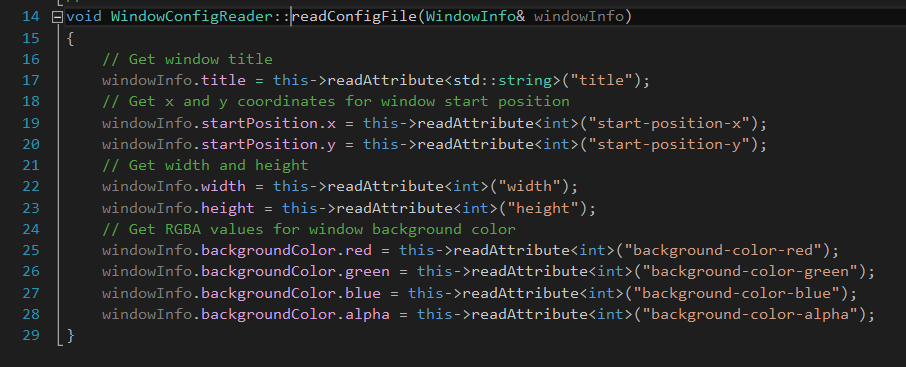 14 void WindowConfigReader::readConfigFile(WindowInfo& windowInfo)
15 {
16 // Get window title
17 windowInfo.title = this->readAttribute<std::string>("title");
18 // Get x and y coordinates for window start position
19 windowInfo.startPosition.x = this->readAttribute<int>("start-position-x");
20 windowInfo.startPosition.y = this->readAttribute<int>("start-position-y");
21 // Get width and height
22 windowInfo.width = this->readAttribute<int>("width");
23 windowInfo.height = this->readAttribute<int>("height");
24 // Get RGBA values for window background color
25 windowInfo.backgroundColor.red = this->readAttribute<int>("background-color-red");
26 windowInfo.backgroundColor.green = this->readAttribute<int>("background-color-green");
27 windowInfo.backgroundColor.blue = this->readAttribute<int>("background-color-blue");
28 windowInfo.backgroundColor.alpha = this->readAttribute<int>("background-color-alpha");
29 }